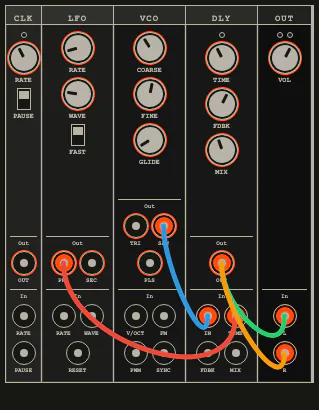 CLK LFO VCO DLY OUT
RATE RATE COARSE TIME VOL
PAUSE WAVE FINE FDBK
FAST GLIDE MIX
Out
TRI
Out Out PLS Out
OUT SEC
In In In In In
RATE RATE WAVE V/OCT FM IN L
PAUSE RESET PWM SYNC FDBK MIX R